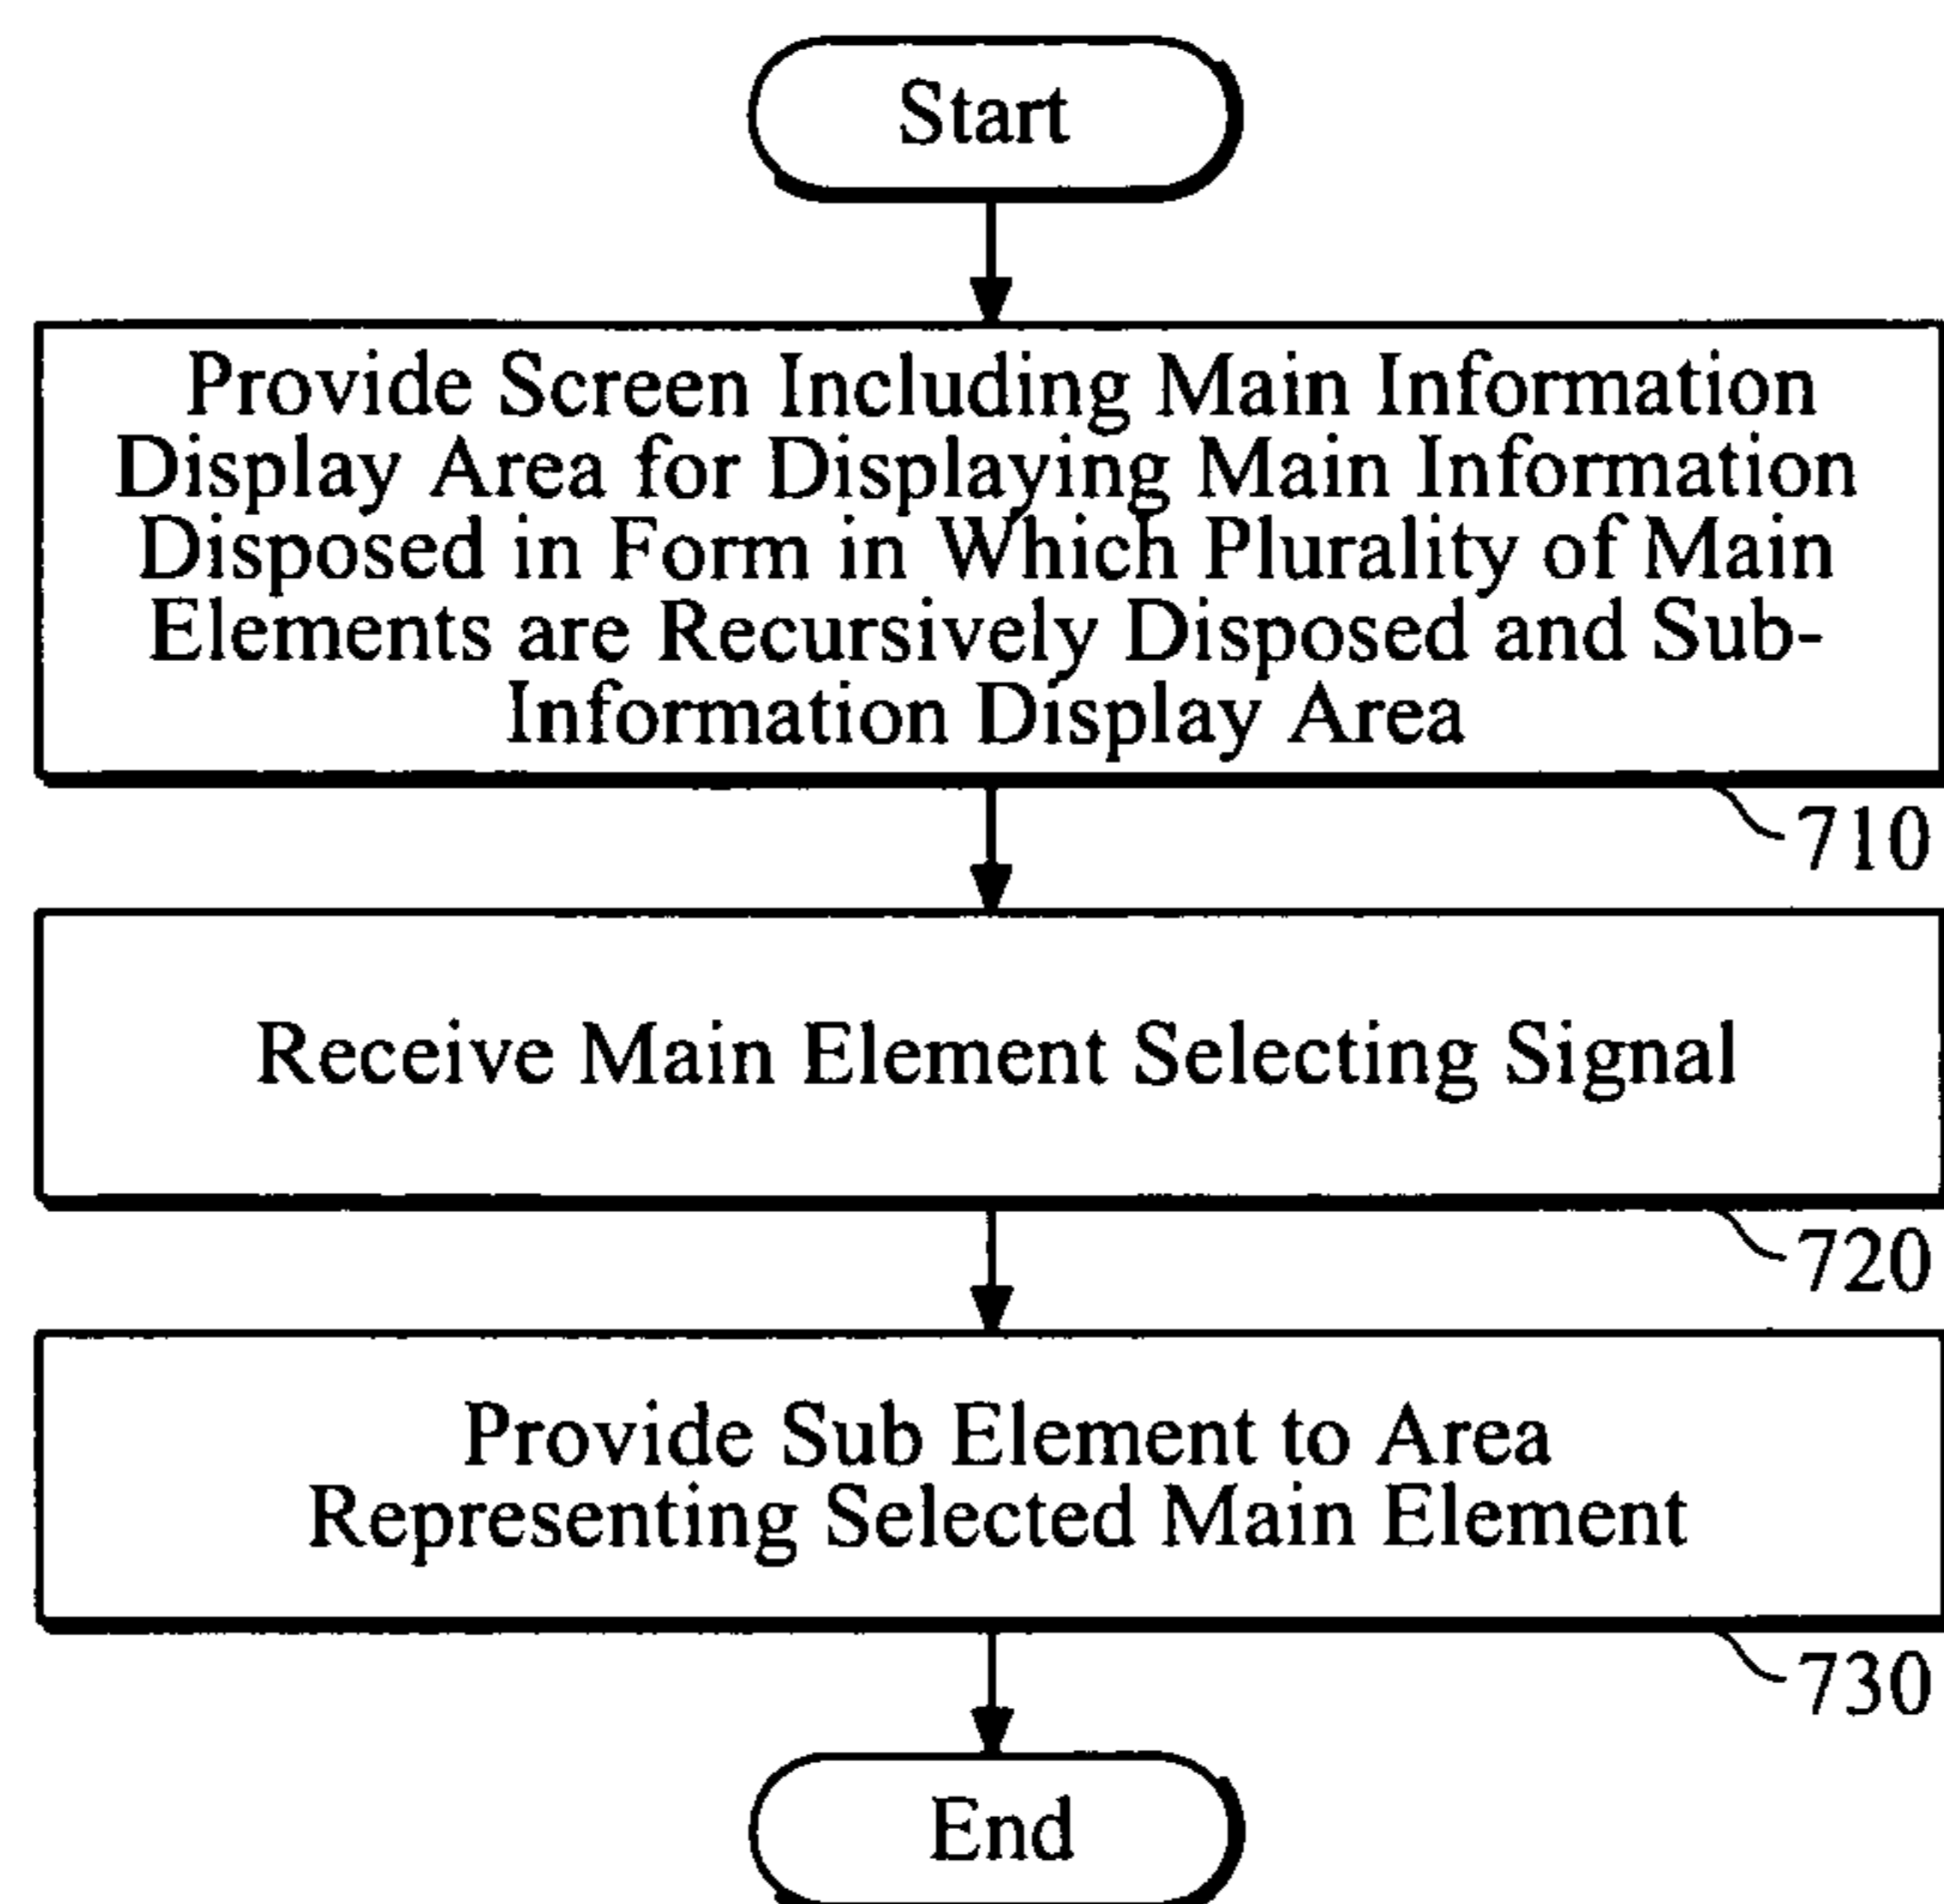 Start
Provide Screen Including Main Information
Display Area for Displaying Main Information
Disposed in Form in Which Plurality of Main
Elements are Recursively Disposed and Sub-
Information Display Area
710
Receive Main Element Selecting Signal
720
Provide Sub Element to Area
Representing Selected Main Element
730
End